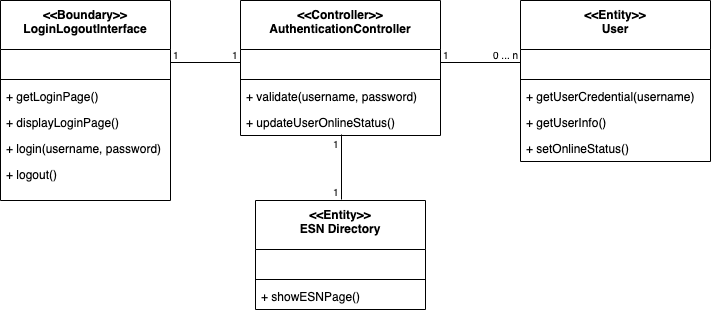 <<Boundary>>
LoginLogoutInterface
+ getLoginPage()
+ displayLoginPage()
+ login(username, password)
+ logout()
1
1
<<Controller>>
AuthenticationController
+ validate(username, password)
+ updateUserOnlineStatus()
1
0 ... n
<<Entity>>
User
+ getUserCredential(username)
+ getUserInfo()
+ setOnlineStatus()
1
1
<<Entity>>
ESN Directory
+ showESNPage()